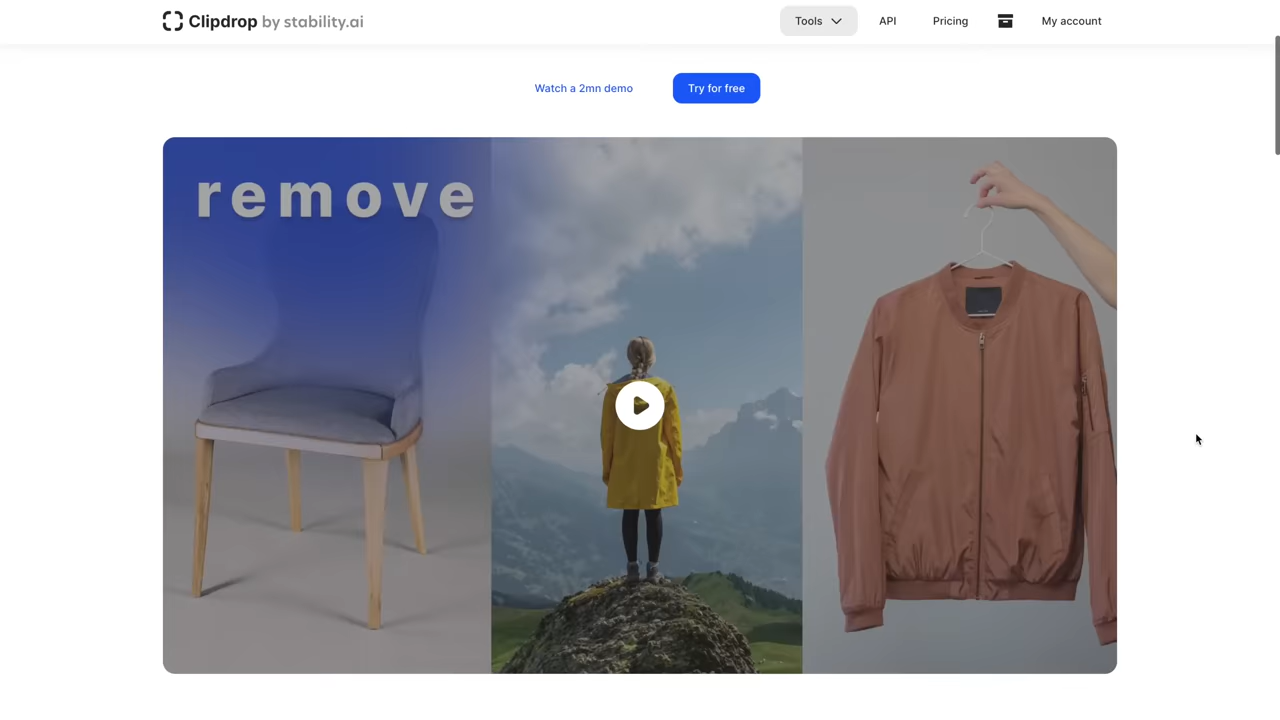 Clipdrop by stability.ai
Tools
API
Pricing
My account
Watch a 2mn demo
Try for free
remove